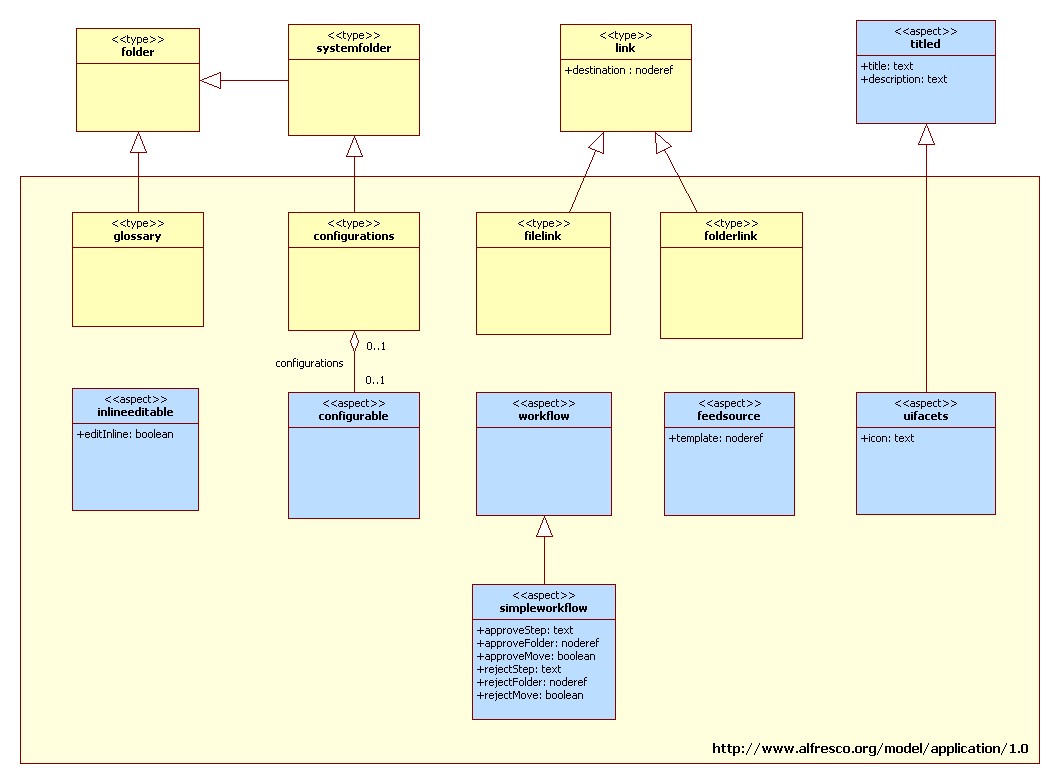 <<type>>
folder
<<type>>
systemfolder
<<type>>
link
+destination : noderef
<<aspect>>
titled
+title: text
+description: text
<<type>>
glossary
<<type>>
configurations
<<type>>
filelink
<<type>>
folderlink
0..1
configurations
0..1
<<aspect>>
inlineeditable
+editInline: boolean
<<aspect>>
configurable
<<aspect>>
workflow
<<aspect>>
feedsource
+template: noderef
<<aspect>>
uifacets
+icon: text
<<aspect>>
simpleworkflow
+approveStep: text
+approveFolder: noderef
+approveMove: boolean
+rejectStep: text
+rejectFolder: noderef
+rejectMove: boolean
http://www.alfresco.org/model/application/1.0